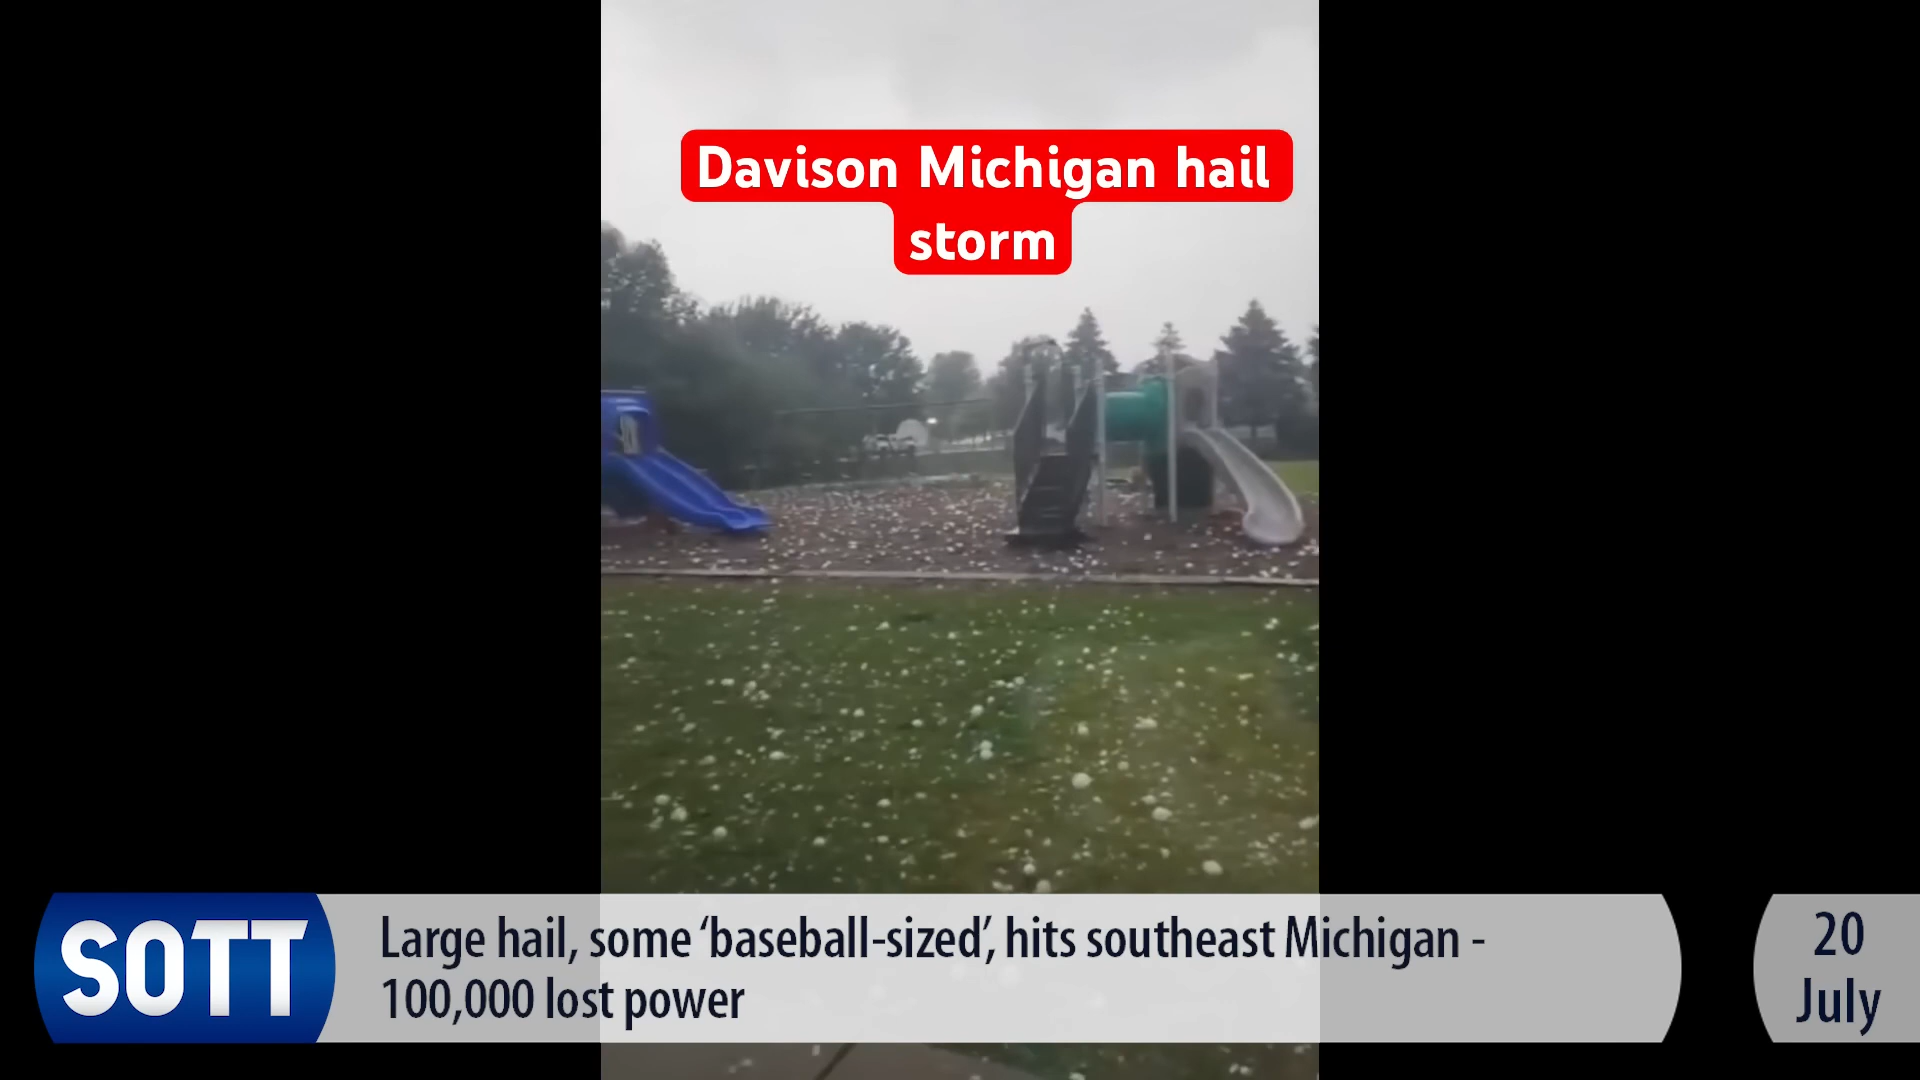 Davison Michigan hail
storm
SOTT
Large hail, some ‘baseball-sized’, hits southeast Michigan -
100,000 lost power
20
July